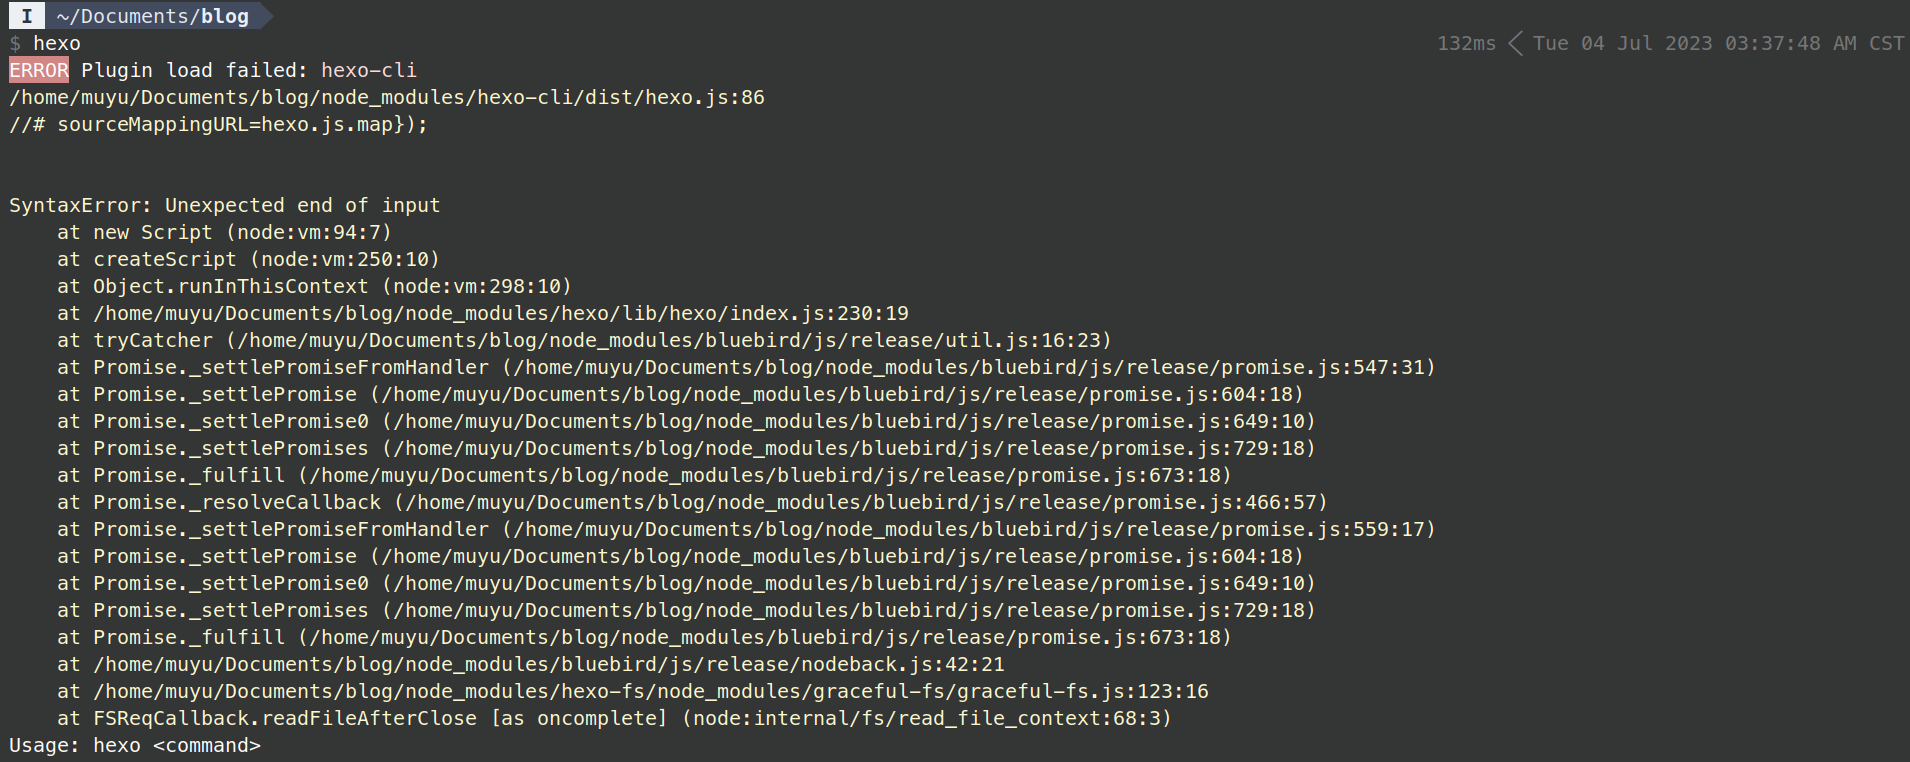 I ~/Documents/blog
$ hexo 132ms Tue 04 Jul 2023 03:37:48 AM CST
ERROR Plugin load failed: hexo-cli
/home/muyu/Documents/blog/node_modules/hexo-cli/dist/hexo.js:86
//# sourceMappingURL=hexo.js.map});
SyntaxError: Unexpected end of input
    at new Script (node:vm:94:7)
    at createScript (node:vm:250:10)
    at Object.runInThisContext (node:vm:298:10)
    at /home/muyu/Documents/blog/node_modules/hexo/lib/hexo/index.js:230:19
    at tryCatcher (/home/muyu/Documents/blog/node_modules/bluebird/js/release/util.js:16:23)
    at Promise._settlePromiseFromHandler (/home/muyu/Documents/blog/node_modules/bluebird/js/release/promise.js:547:31)
    at Promise._settlePromise (/home/muyu/Documents/blog/node_modules/bluebird/js/release/promise.js:604:18)
    at Promise._settlePromise0 (/home/muyu/Documents/blog/node_modules/bluebird/js/release/promise.js:649:10)
    at Promise._settlePromises (/home/muyu/Documents/blog/node_modules/bluebird/js/release/promise.js:729:18)
    at Promise._fulfill (/home/muyu/Documents/blog/node_modules/bluebird/js/release/promise.js:673:18)
    at Promise._resolveCallback (/home/muyu/Documents/blog/node_modules/bluebird/js/release/promise.js:466:57)
    at Promise._settlePromiseFromHandler (/home/muyu/Documents/blog/node_modules/bluebird/js/release/promise.js:559:17)
    at Promise._settlePromise (/home/muyu/Documents/blog/node_modules/bluebird/js/release/promise.js:604:18)
    at Promise._settlePromise0 (/home/muyu/Documents/blog/node_modules/bluebird/js/release/promise.js:649:10)
    at Promise._settlePromises (/home/muyu/Documents/blog/node_modules/bluebird/js/release/promise.js:729:18)
    at Promise._fulfill (/home/muyu/Documents/blog/node_modules/bluebird/js/release/promise.js:673:18)
    at /home/muyu/Documents/blog/node_modules/bluebird/js/release/nodeback.js:42:21
    at /home/muyu/Documents/blog/node_modules/hexo-fs/node_modules/graceful-fs/graceful-fs.js:123:16
    at FSReqCallback.readFileAfterClose [as oncomplete] (node:internal/fs/read_file_context:68:3)
Usage: hexo <command>